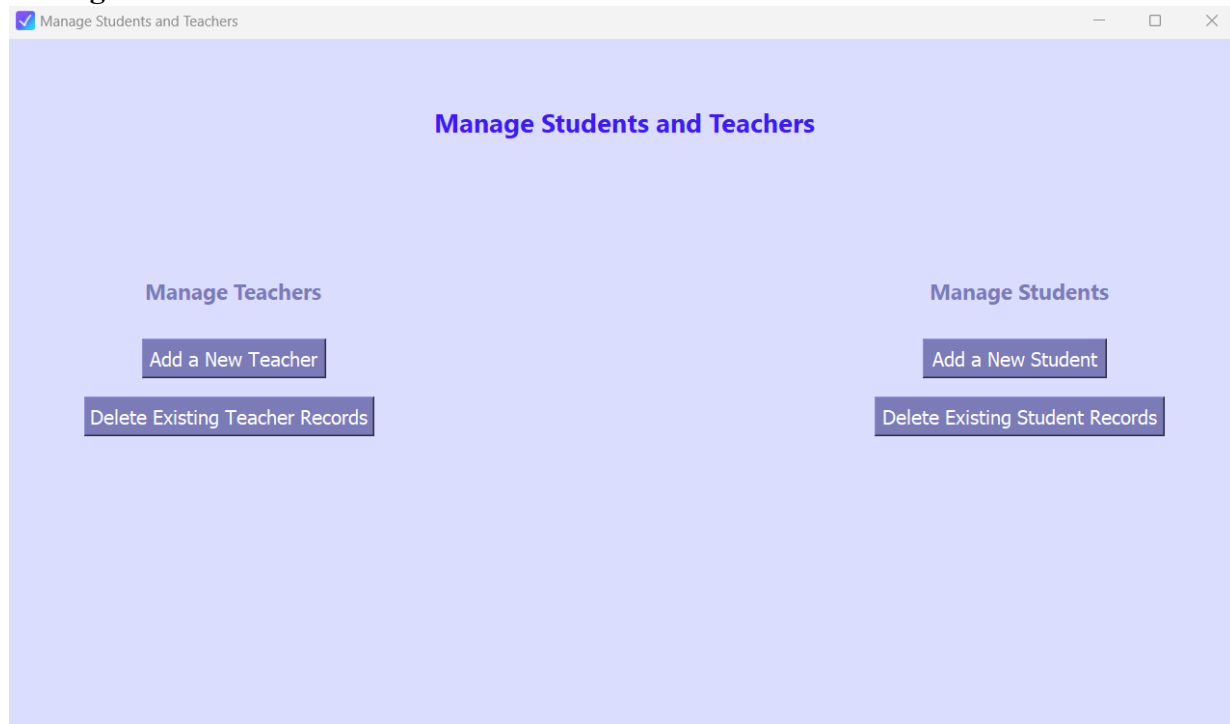 Manage Students and Teachers
Manage Students and Teachers
Manage Teachers
Add a New Teacher
Delete Existing Teacher Records
Manage Students
Add a New Student
Delete Existing Student Records